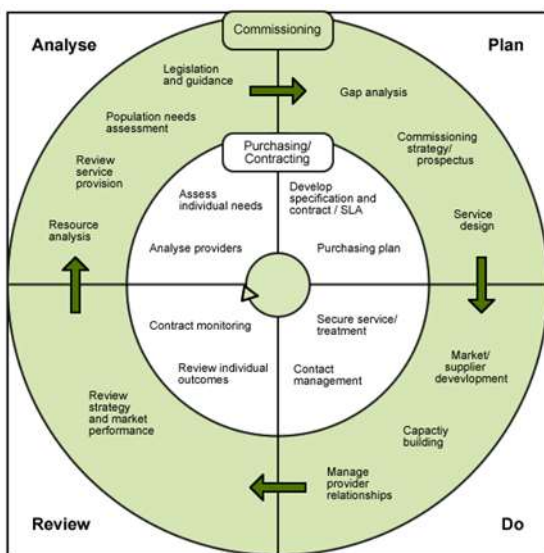 Analyse
Commissioning
Plan
Legislation
and guidance
Gap analysis
Population needs
assessment
Commissioning
strategy/
prospectus
Review
service
provision
Purchasing/
Contracting
Assess
individual needs
Develop
specification and
contract / SLA
Resource
analysis
Service
design
Analyse providers
Purchasing plan
Contract monitoring
Secure service/
treatment
Review individual
outcomes
Contact
management
Market/
supplier
devevlopment
Review
strategy
and market
performance
Capactiy
building
Manage
provider
relationships
Review
Do